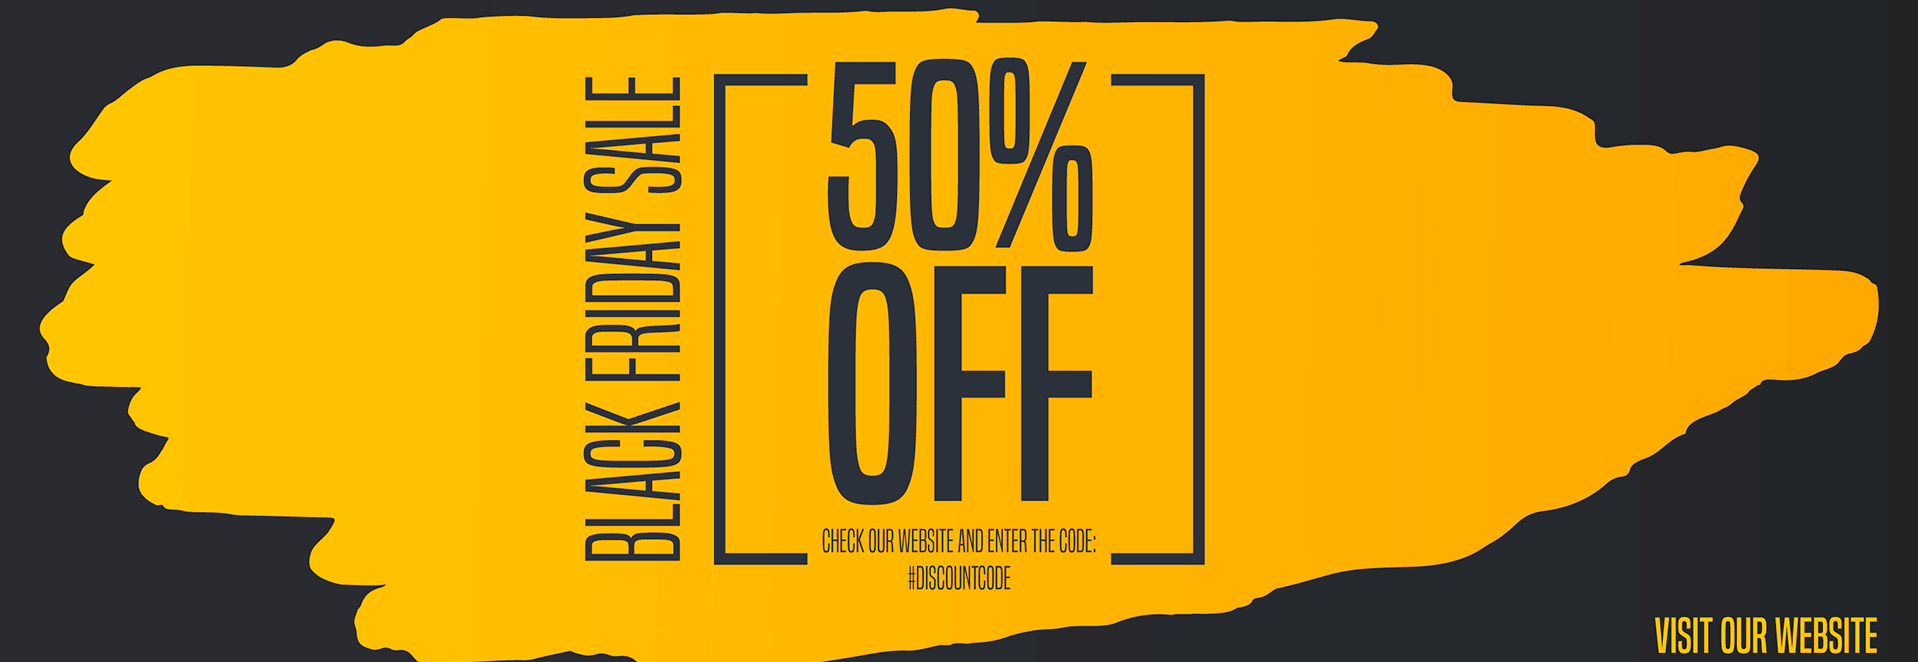 BLACK FRIDAY SALE
50%
OFF
CHECK OUR WEBSITE AND ENTER THE CODE:
#DISCOUNTCODE
VISIT OUR WEBSITE